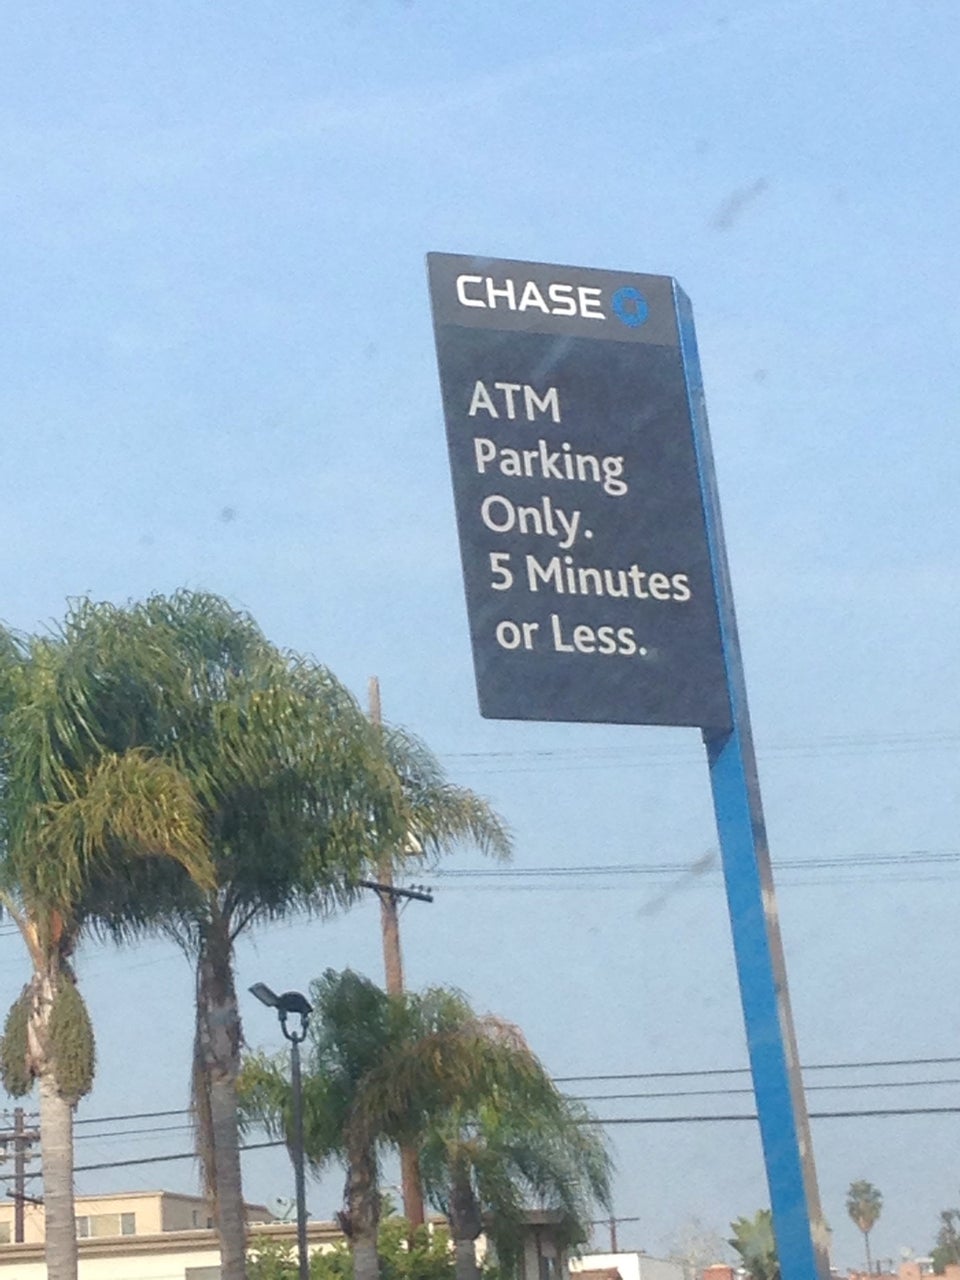 CHASE
ATM
Parking
Only.
5 Minutes
or Less.